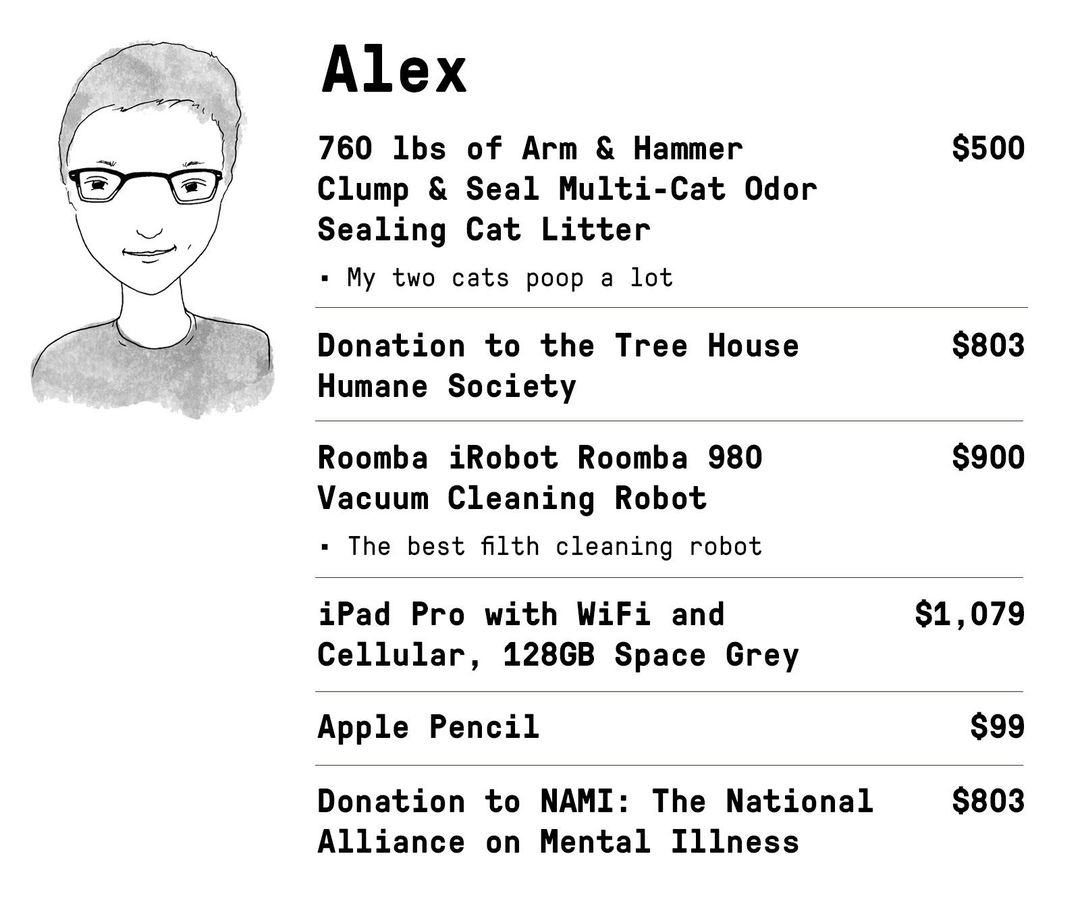 Alex
760 lbs of Arm & Hammer $500
Clump & Seal Multi-Cat Odor
Sealing Cat Litter
▪ My two cats poop a lot
Donation to the Tree House $803
Humane Society
Roomba iRobot Roomba 980 $900
Vacuum Cleaning Robot
▪ The best filth cleaning robot
iPad Pro with WiFi and $1,079
Cellular, 128GB Space Grey
Apple Pencil $99
Donation to NAMI: The National $803
Alliance on Mental Illness